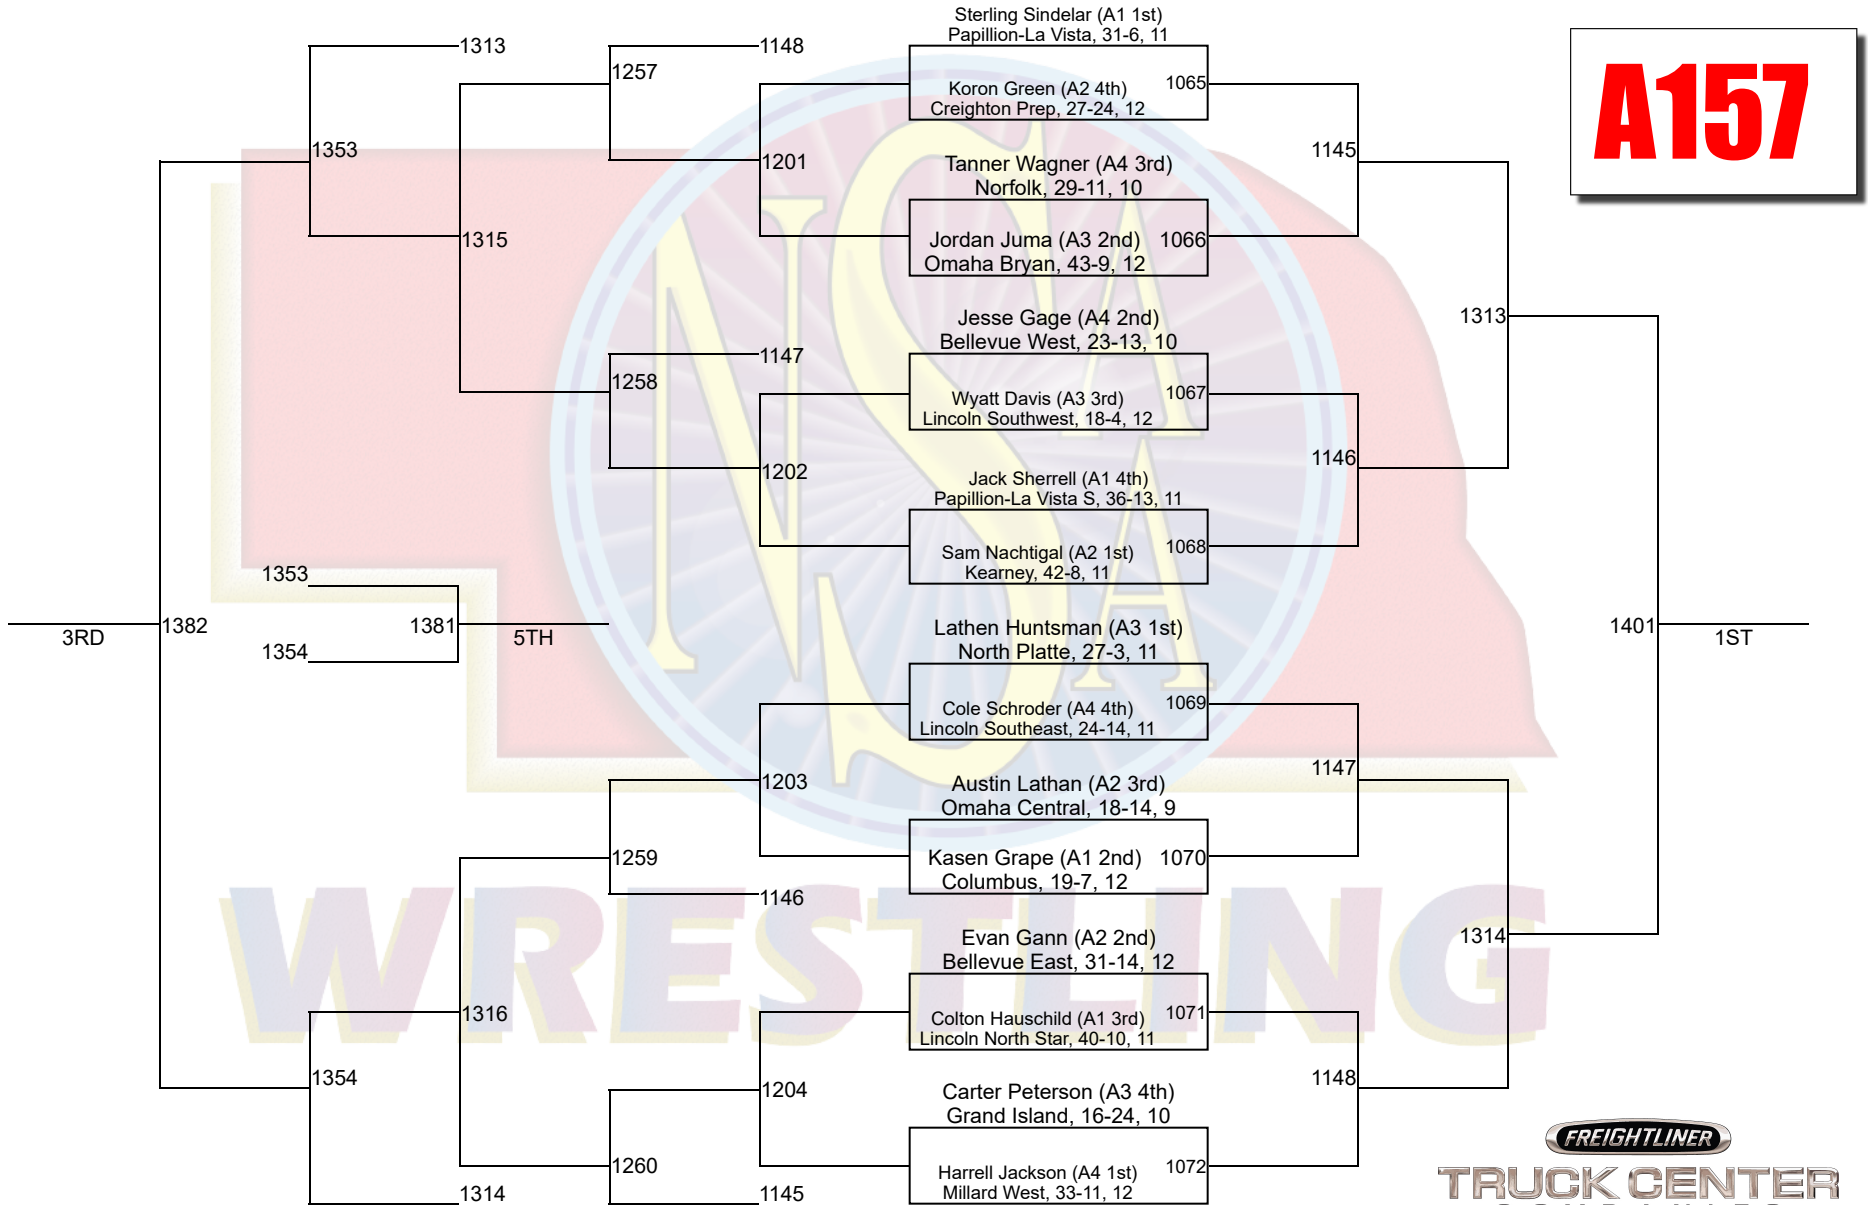 Sterling Sindelar (A1 1st)
Papillion-La Vista, 31-6, 11
1313
1148
1257
Koron Green (A2 4th)
Creighton Prep, 27-24, 12
1065
A157
1353
1201
Tanner Wagner (A4 3rd)
Norfolk, 29-11, 10
1145
1315
Jordan Juma (A3 2nd)
Omaha Bryan, 43-9, 12
1066
Jesse Gage (A4 2nd)
Bellevue West, 23-13, 10
1313
1147
1258
Wyatt Davis (A3 3rd)
Lincoln Southwest, 18-4, 12
1067
1202
Jack Sherrell (A1 4th)
Papillion-La Vista S, 36-13, 11
1146
Sam Nachtigal (A2 1st)
Kearney, 42-8, 11
1068
1353
3RD
1382
1354
1381
5TH
Lathen Huntsman (A3 1st)
North Platte, 27-3, 11
1401
1ST
Cole Schroder (A4 4th)
Lincoln Southeast, 24-14, 11
1069
1203
Austin Lathan (A2 3rd)
Omaha Central, 18-14, 9
1147
1259
Kasen Grape (A1 2nd)
Columbus, 19-7, 12
1070
1146
Evan Gann (A2 2nd)
Bellevue East, 31-14, 12
1314
1316
Colton Hauschild (A1 3rd)
Lincoln North Star, 40-10, 11
1071
1354
1204
Carter Peterson (A3 4th)
Grand Island, 16-24, 10
1148
1260
Harrell Jackson (A4 1st)
Millard West, 33-11, 12
1072
1314
1145
NSAA
WRESTLING
FREIGHTLINER
TRUCK CENTER